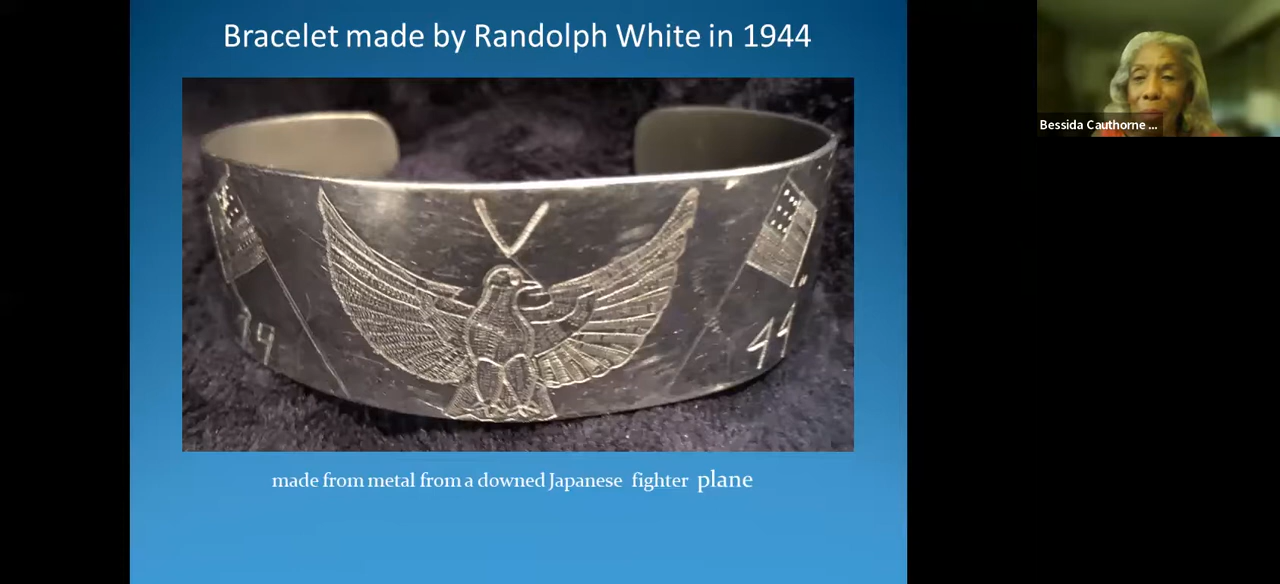 Bracelet made by Randolph White in 1944
Bessida Cauthorne ...
V
19
44
made from metal from a downed Japanese fighter plane